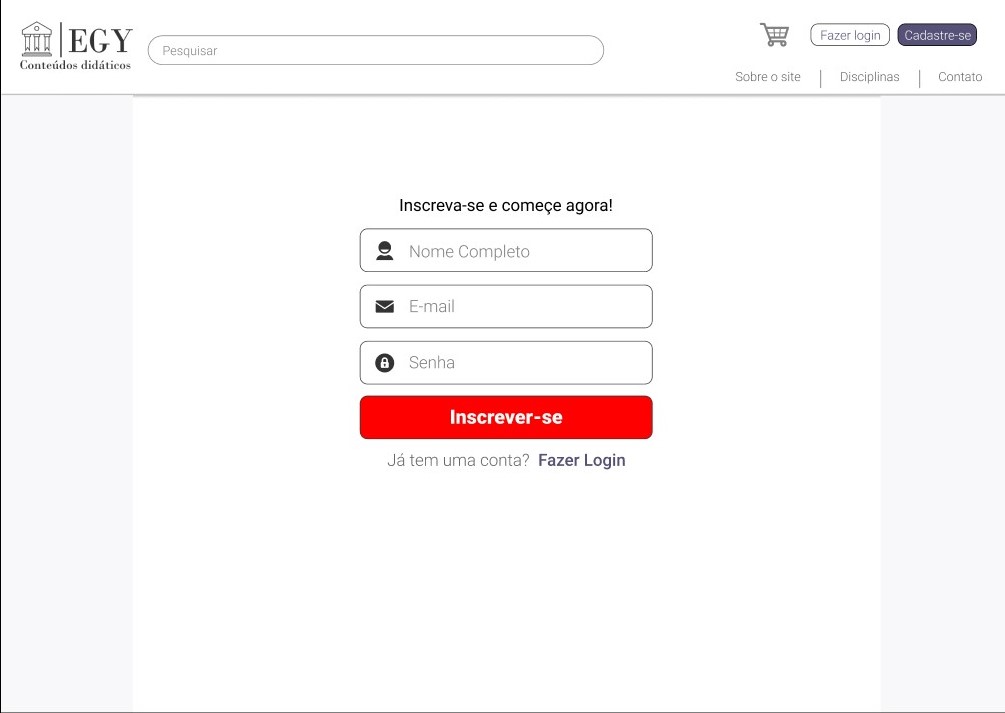 EGY
Conteúdos didáticos
Pesquisar
Fazer login
Cadastre-se
Sobre o site
Disciplinas
Contato
Inscreva-se e começe agora!
Nome Completo
E-mail
Senha
Inscrever-se
Já tem uma conta? Fazer Login